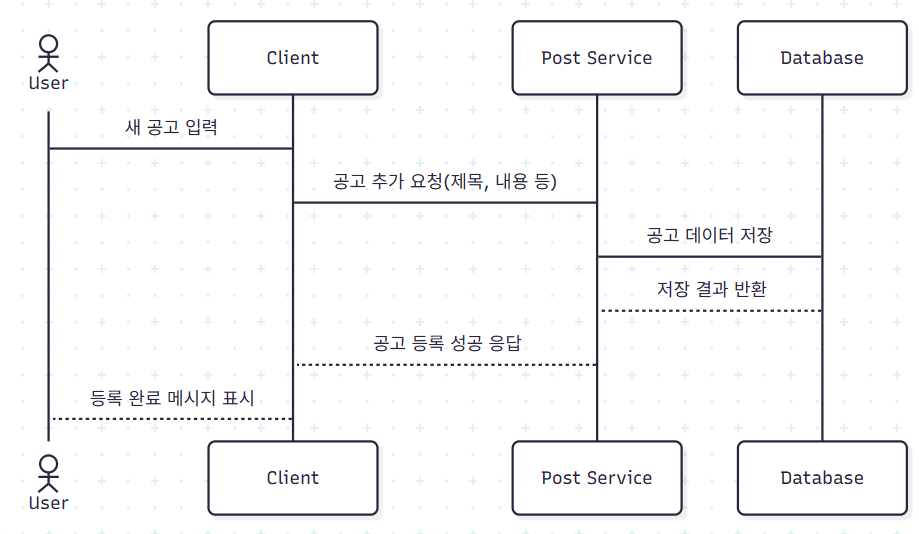 User
Client
Post Service
Database
새 공고 입력
공고 추가 요청(제목, 내용 등)
공고 데이터 저장
저장 결과 반환
공고 등록 성공 응답
등록 완료 메시지 표시
User
Client
Post Service
Database